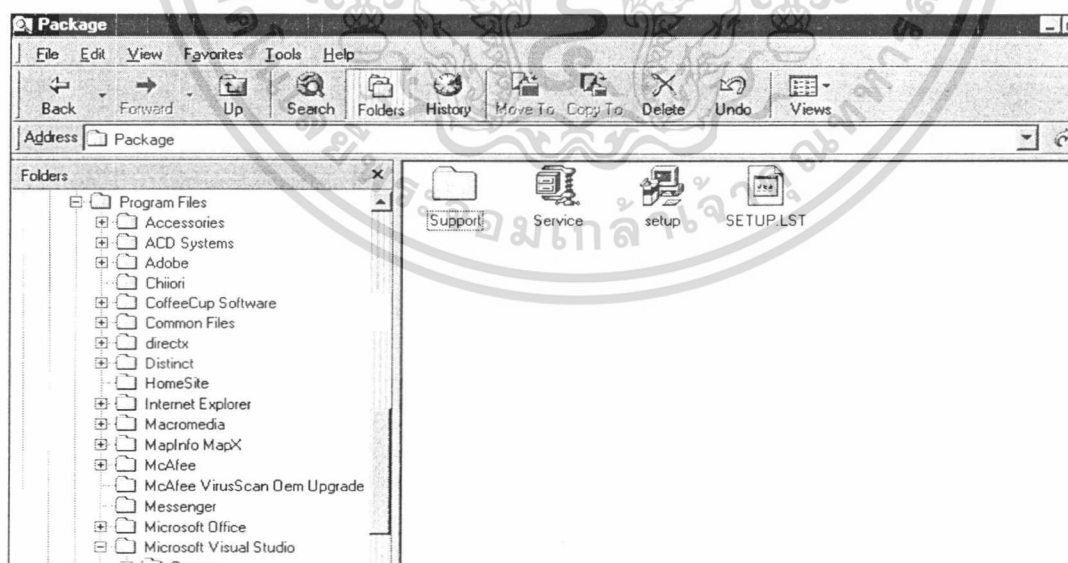 Package
File Edit View Favorites Tools Help
Back Forward Up Search Folders History Move To Copy To Delete Undo Views
Address Package
Folders
Program Files
Accessories
ACD Systems
Adobe
Chiiori
CoffeeCup Software
Common Files
directx
Distinct
HomeSite
Internet Explorer
Macromedia
MapInfo MapX
McAfee
McAfee VirusScan Oem Upgrade
Messenger
Microsoft Office
Microsoft Visual Studio
Support Service setup SETUP.LST